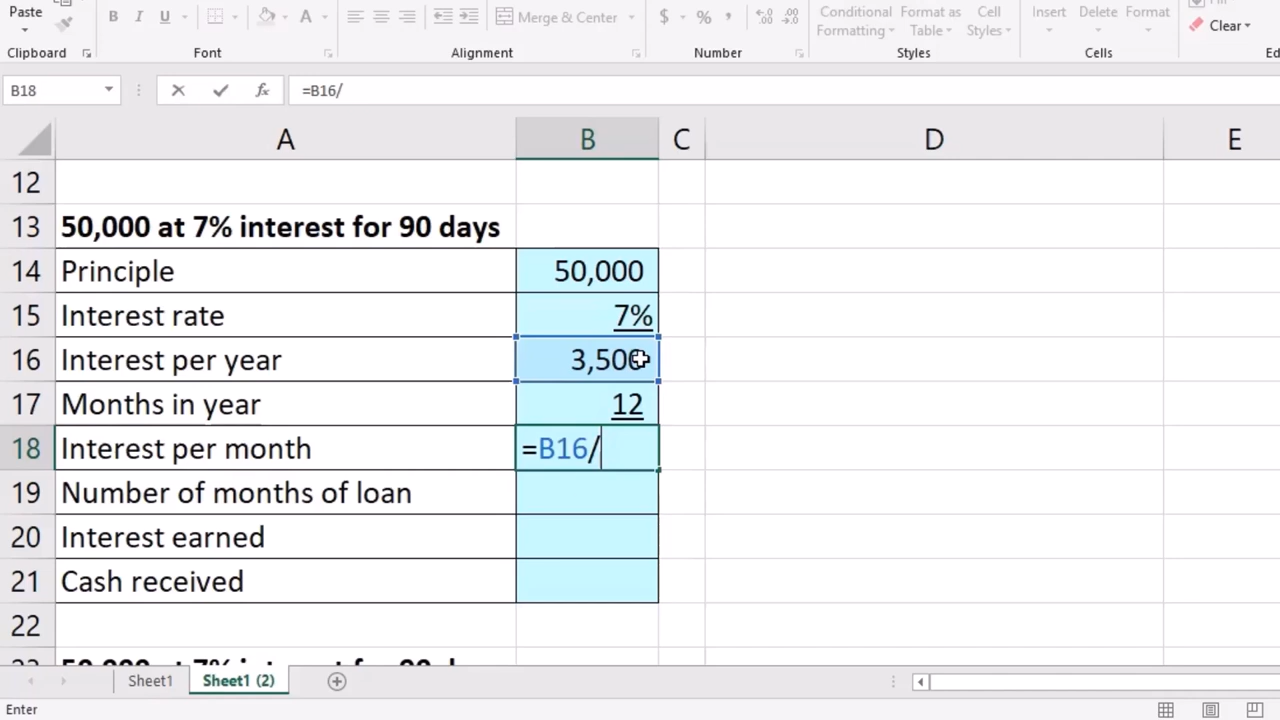 Paste
B I U A
Merge & Center
$ % ,
Conditional Formatting
Format as Table
Cell Styles
Insert
Delete
Format
Clear
Clipboard
Font
Alignment
Number
Styles
Cells
Ed
B18 fx =B16/
A B C D E
12
13 50,000 at 7% interest for 90 days
14 Principle 50,000
15 Interest rate 7%
16 Interest per year 3,500
17 Months in year 12
18 Interest per month =B16/
19 Number of months of loan
20 Interest earned
21 Cash received
22
Sheet1 Sheet1 (2)
Enter